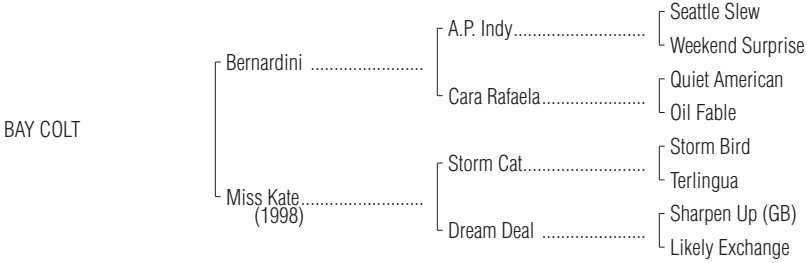 Seattle Slew
A.P. Indy..............................
Weekend Surprise
Bernardini .........................
Quiet American
Cara Rafaela........................
Oil Fable
BAY COLT
Storm Bird
Storm Cat............................
Terlingua
Miss Kate...........................
(1998)
Sharpen Up (GB)
Dream Deal ........................
Likely Exchange